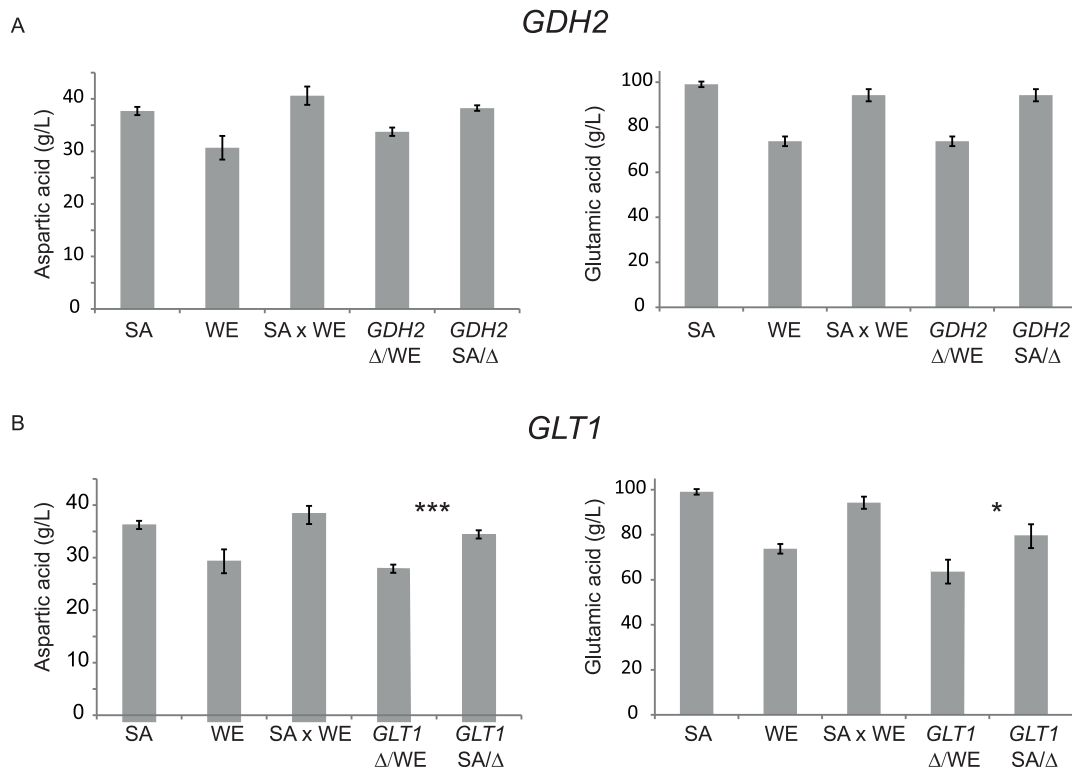 A
GDH2
Aspartic acid (g/L)
40
30
20
10
0
SA
WE
SA x WE
GDH2
Δ/WE
GDH2
SA/Δ
Glutamic acid (g/L)
100
80
60
40
20
0
SA
WE
SA x WE
GDH2
Δ/WE
GDH2
SA/Δ
B
GLT1
Aspartic acid (g/L)
40
30
20
10
0
***
SA
WE
SA x WE
GLT1
Δ/WE
GLT1
SA/Δ
Glutamic acid (g/L)
100
80
60
40
20
0
*
SA
WE
SA x WE
GLT1
Δ/WE
GLT1
SA/Δ